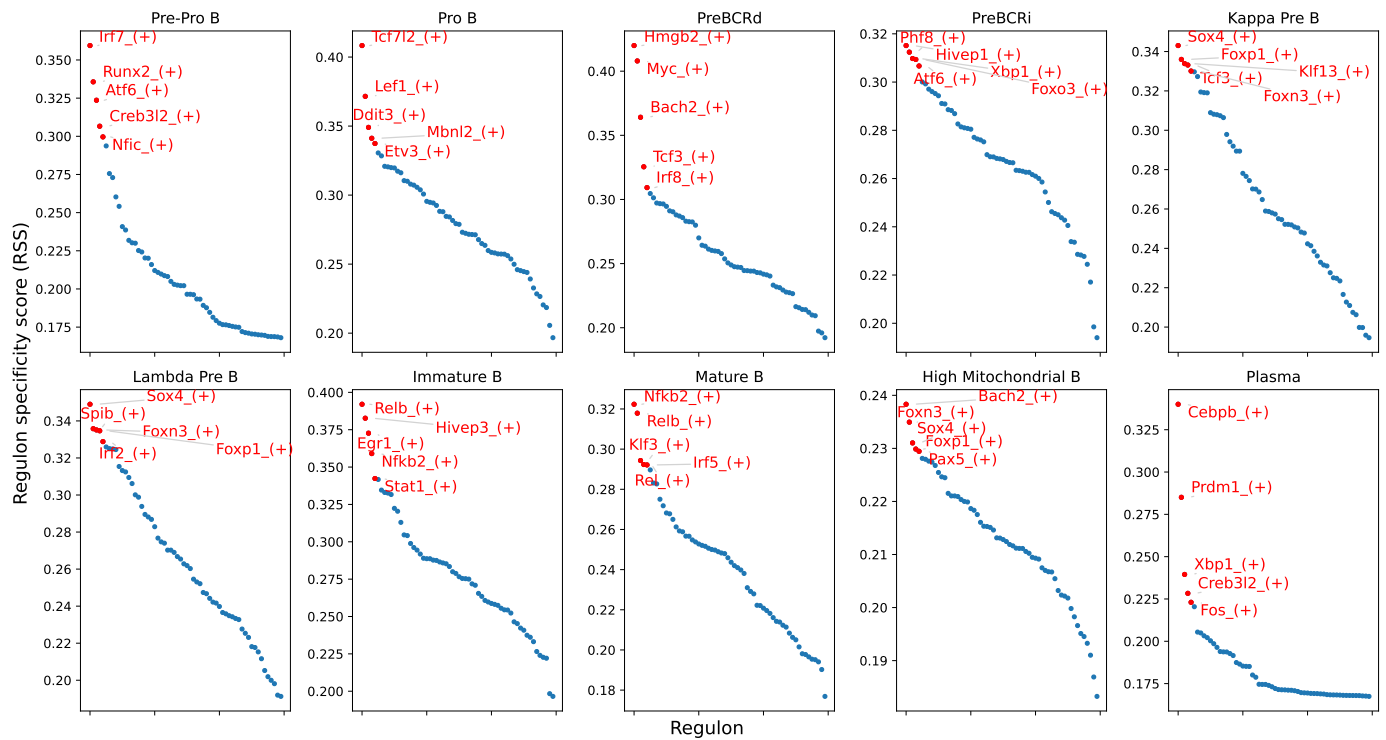 Regulon specificity score (RSS)
Pre-Pro B
0.350
0.325
0.300
0.275
0.250
0.225
0.200
0.175
Irf7_(+)
Runx2_(+)
Atf6_(+)
Creb3l2_(+)
Nfic_(+)
Pro B
0.40
0.35
0.30
0.25
0.20
Tcf7l2_(+)
Lef1_(+)
Ddit3_(+)
Mbnl2_(+)
Etv3_(+)
PreBCRd
0.40
0.35
0.30
0.25
0.20
Hmgb2_(+)
Myc_(+)
Bach2_(+)
Tcf3_(+)
Irf8_(+)
PreBCRi
0.32
0.30
0.28
0.26
0.24
0.22
0.20
Phf8_(+)
Hivep1_(+)
Xbp1_(+)
Atf6_(+)
Foxo3_(+)
Kappa Pre B
0.34
0.32
0.30
0.28
0.26
0.24
0.22
0.20
Sox4_(+)
Foxp1_(+)
Klf13_(+)
Tcf3_(+)
Foxn3_(+)
Lambda Pre B
0.34
0.32
0.30
0.28
0.26
0.24
0.22
0.20
Sox4_(+)
Spib_(+)
Foxn3_(+)
Foxp1_(+)
Irf2_(+)
Immature B
0.400
0.375
0.350
0.325
0.300
0.275
0.250
0.225
0.200
Relb_(+)
Hivep3_(+)
Egr1_(+)
Nfkb2_(+)
Stat1_(+)
Mature B
0.32
0.30
0.28
0.26
0.24
0.22
0.20
0.18
Nfkb2_(+)
Relb_(+)
Klf3_(+)
Irf5_(+)
Rel_(+)
High Mitochondrial B
0.24
0.23
0.22
0.21
0.20
0.19
Bach2_(+)
Foxn3_(+)
Sox4_(+)
Foxp1_(+)
Pax5_(+)
Plasma
0.325
0.300
0.275
0.250
0.225
0.200
0.175
Cebpb_(+)
Prdm1_(+)
Xbp1_(+)
Creb3l2_(+)
Fos_(+)
Regulon